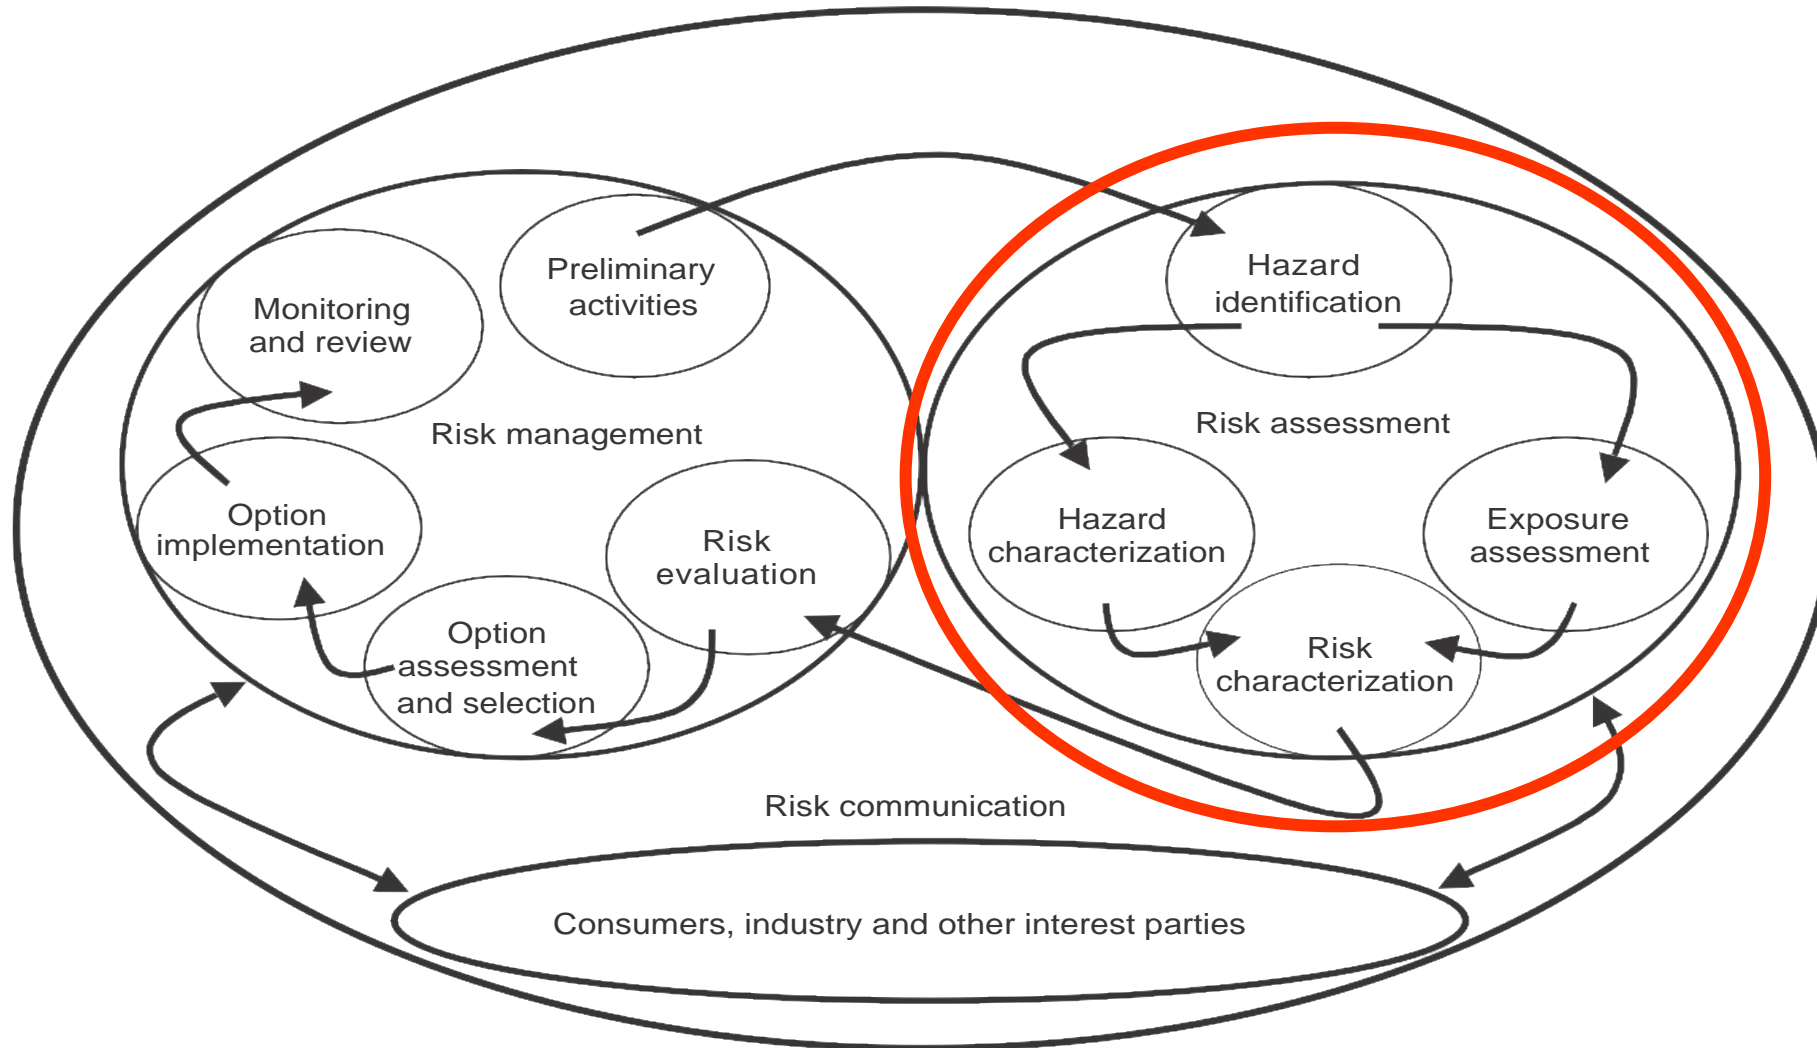 Preliminary
activities
Monitoring
and review
Risk management
Option
implementation
Risk
evaluation
Option
assessment
and selection
Hazard
identification
Risk assessment
Hazard
characterization
Exposure
assessment
Risk
characterization
Risk communication
Consumers, industry and other interest parties